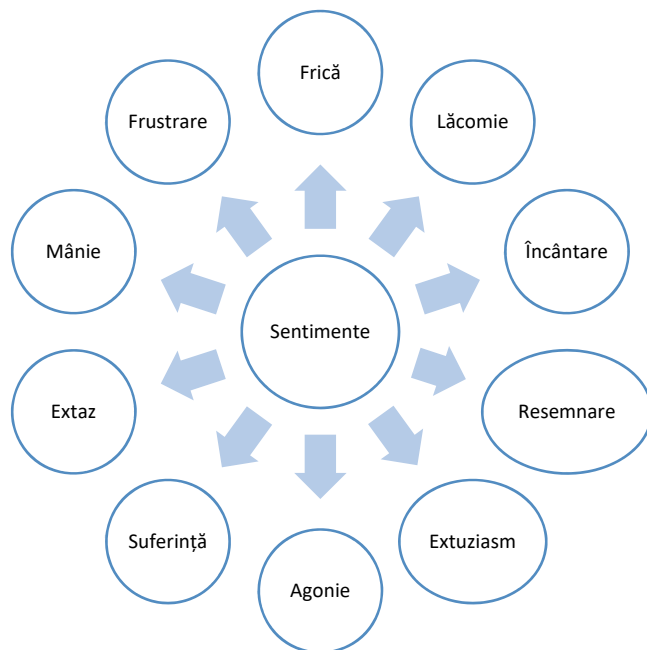 Frică
Lăcomie
Încântare
Resemnare
Extuziasm
Agonie
Suferință
Extaz
Mânie
Frustrare
Sentimente